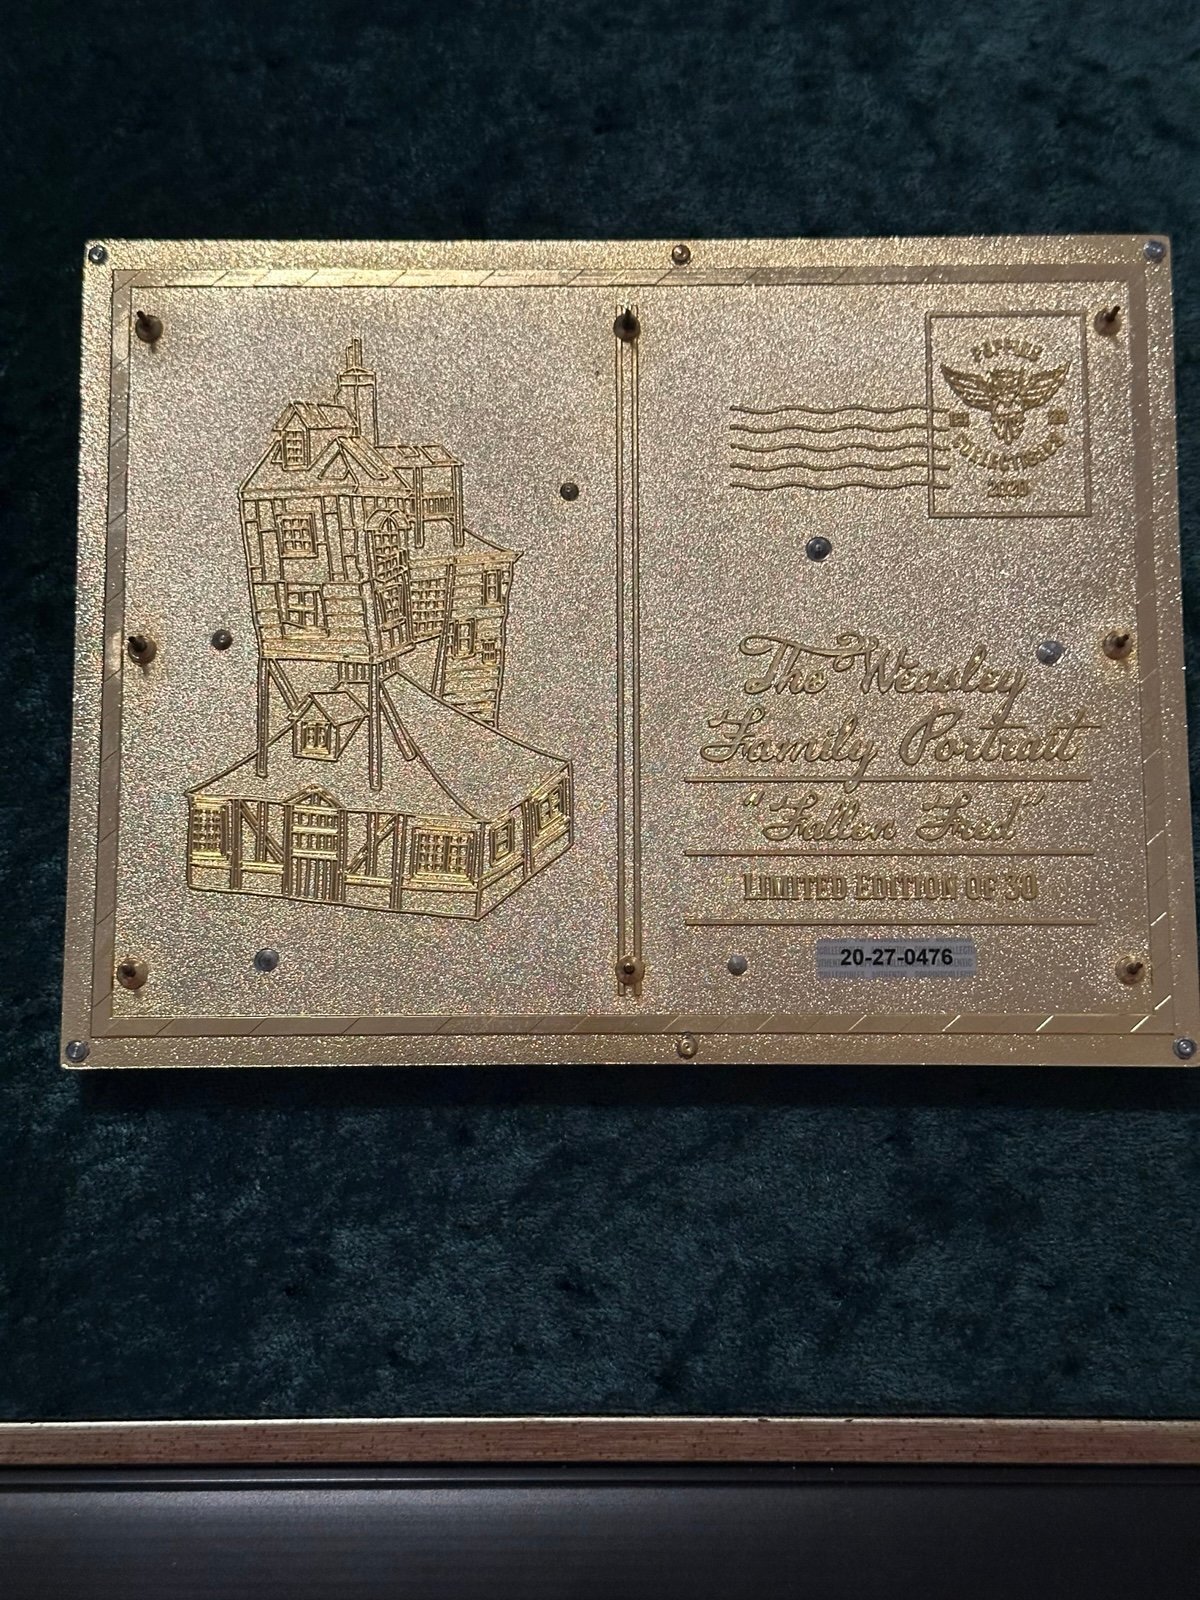 2020
The Weasley
Family Portrait
"Fallen Fred"
LIMITED EDITION OF 30
20-27-0476